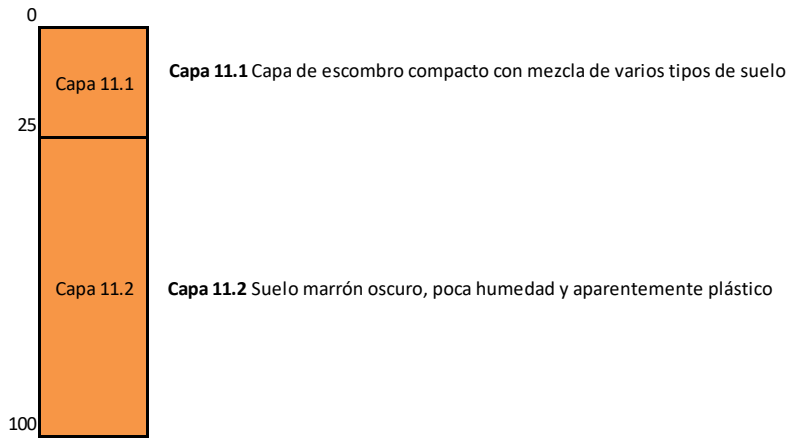 0
Capa 11.1
Capa 11.1 Capa de escombro compacto con mezcla de varios tipos de suelo
25
Capa 11.2
Capa 11.2 Suelo marrón oscuro, poca humedad y aparentemente plástico
100